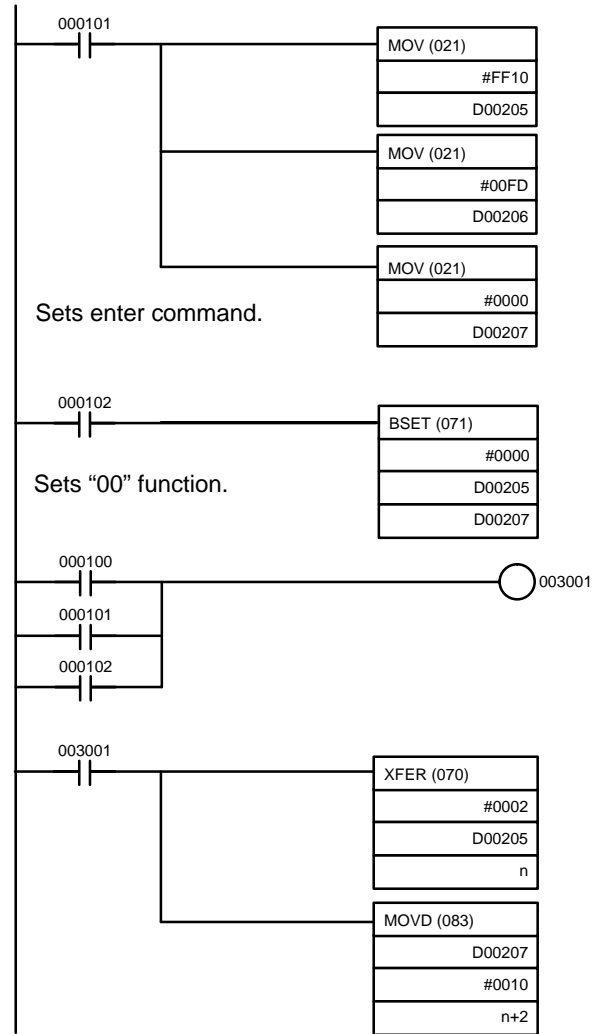 000101
MOV (021)
#FF10
D00205
MOV (021)
#00FD
D00206
MOV (021)
#0000
D00207
Sets enter command.
000102
BSET (071)
#0000
D00205
D00207
Sets “00” function.
000100
003001
000101
000102
003001
XFER (070)
#0002
D00205
n
MOVD (083)
D00207
#0010
n+2